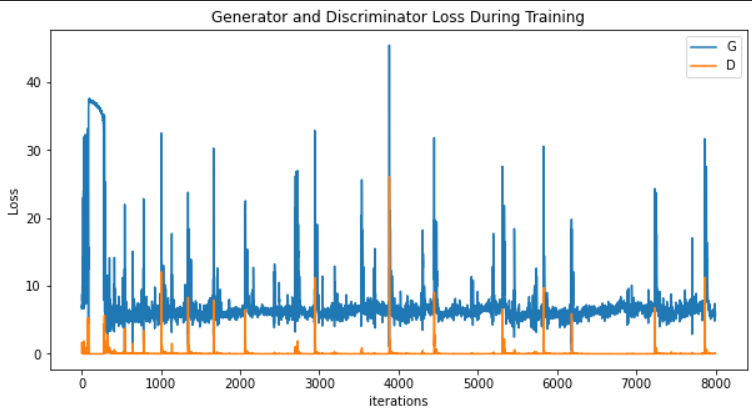 Generator and Discriminator Loss During Training
G
D
Loss
40
30
20
10
0
0 1000 2000 3000 4000 5000 6000 7000 8000
iterations